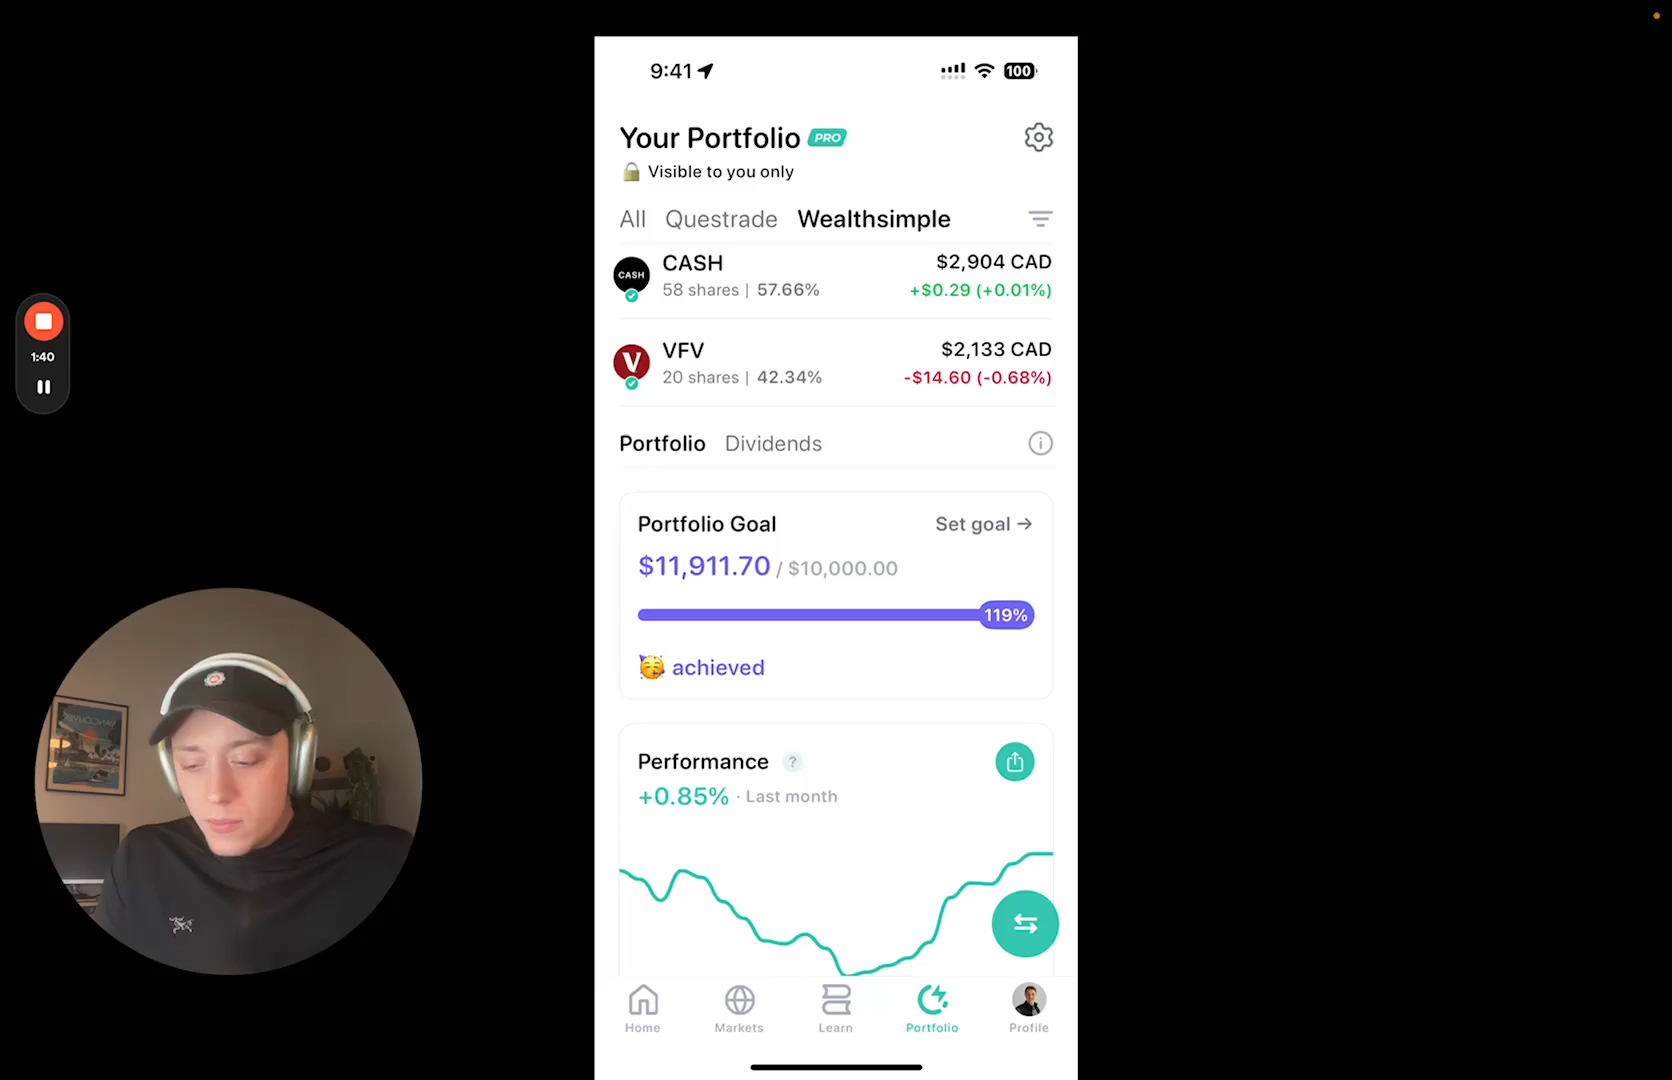 9:41
100
Your Portfolio PRO
Visible to you only
All Questrade Wealthsimple
CASH
CASH $2,904 CAD
58 shares | 57.66% +$0.29 (+0.01%)
V
VFV $2,133 CAD
20 shares | 42.34% -$14.60 (-0.68%)
Portfolio Dividends
Portfolio Goal Set goal →
$11,911.70 / $10,000.00
119%
🥳 achieved
Performance ?
+0.85% · Last month
Home Markets Learn Portfolio Profile
1:40